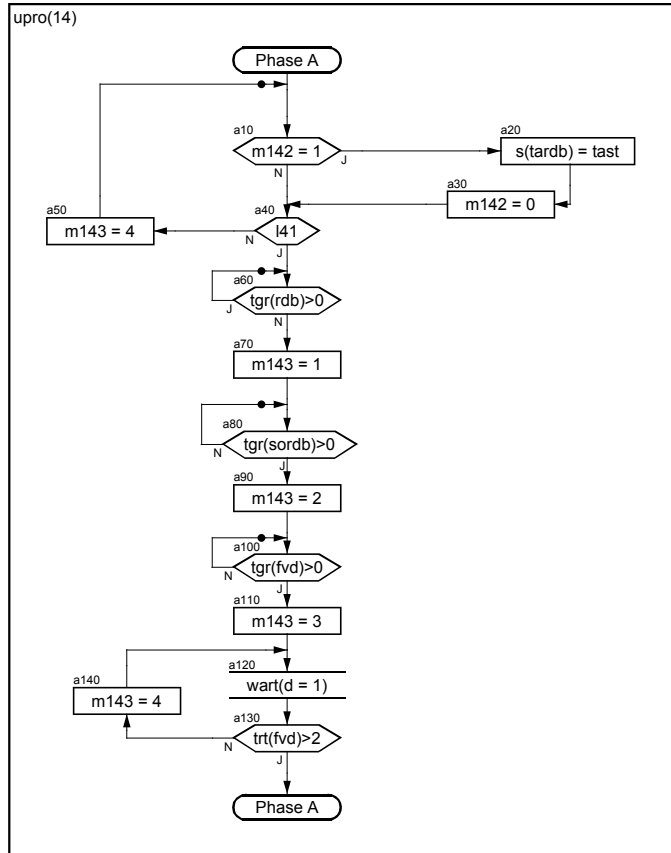 upro(14)
Phase A
a10
m142 = 1
J
N
a20
s(tardb) = tast
a30
m142 = 0
a40
l41
N
J
a50
m143 = 4
a60
tgr(rdb)>0
J
N
a70
m143 = 1
a80
tgr(sordb)>0
N
J
a90
m143 = 2
a100
tgr(fvd)>0
N
J
a110
m143 = 3
a120
wart(d = 1)
a140
m143 = 4
a130
trt(fvd)>2
N
J
Phase A